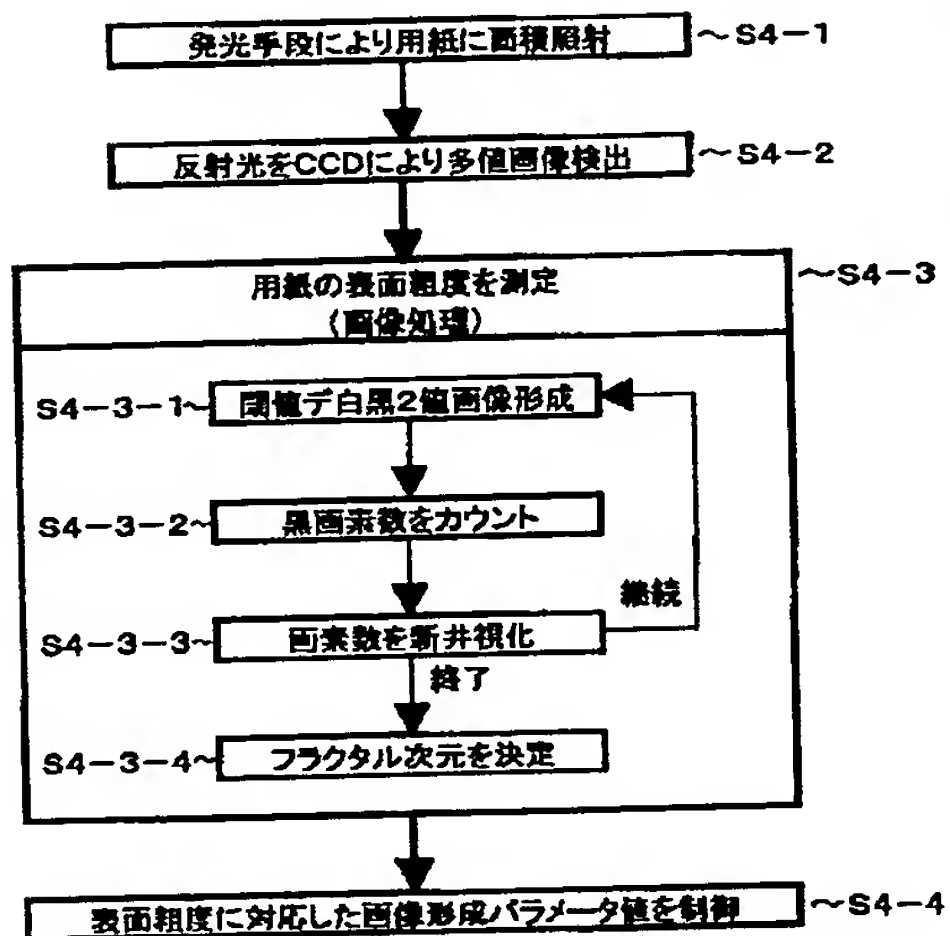 発光手段により用紙に面積照射 ～S4－1
反射光をCCDにより多値画像検出 ～S4－2
用紙の表面粗度を測定 ～S4－3
(画像処理)
S4－3－1～ 閾値デ白黒2値画像形成
S4－3－2～ 黒画素数をカウント
継続
S4－3－3～ 画素数を新井視化
終了
S4－3－4～ フラクタル次元を決定
表面粗度に対応した画像形成パラメータ値を制御 ～S4－4